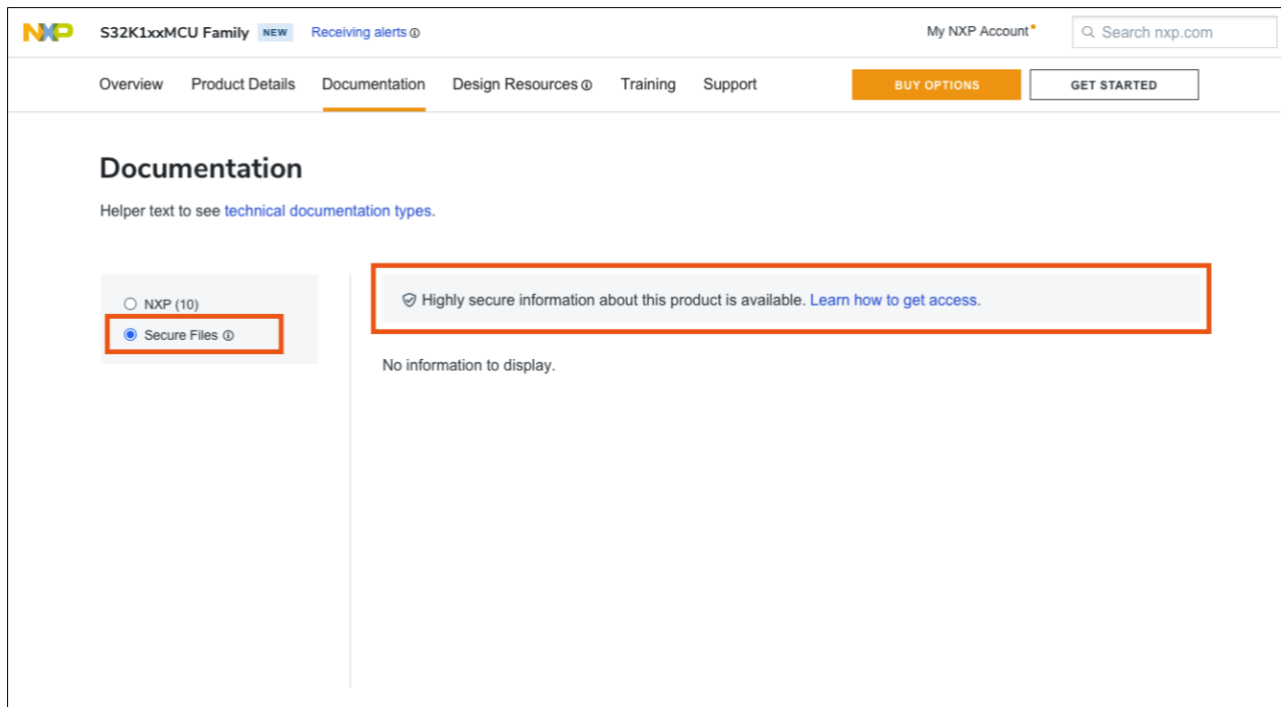 NXP S32K1xxMCU Family NEW Receiving alerts My NXP Account Search nxp.com
Overview Product Details Documentation Design Resources Training Support BUY OPTIONS GET STARTED
Documentation
Helper text to see technical documentation types.
NXP (10)
Secure Files
Highly secure information about this product is available. Learn how to get access.
No information to display.